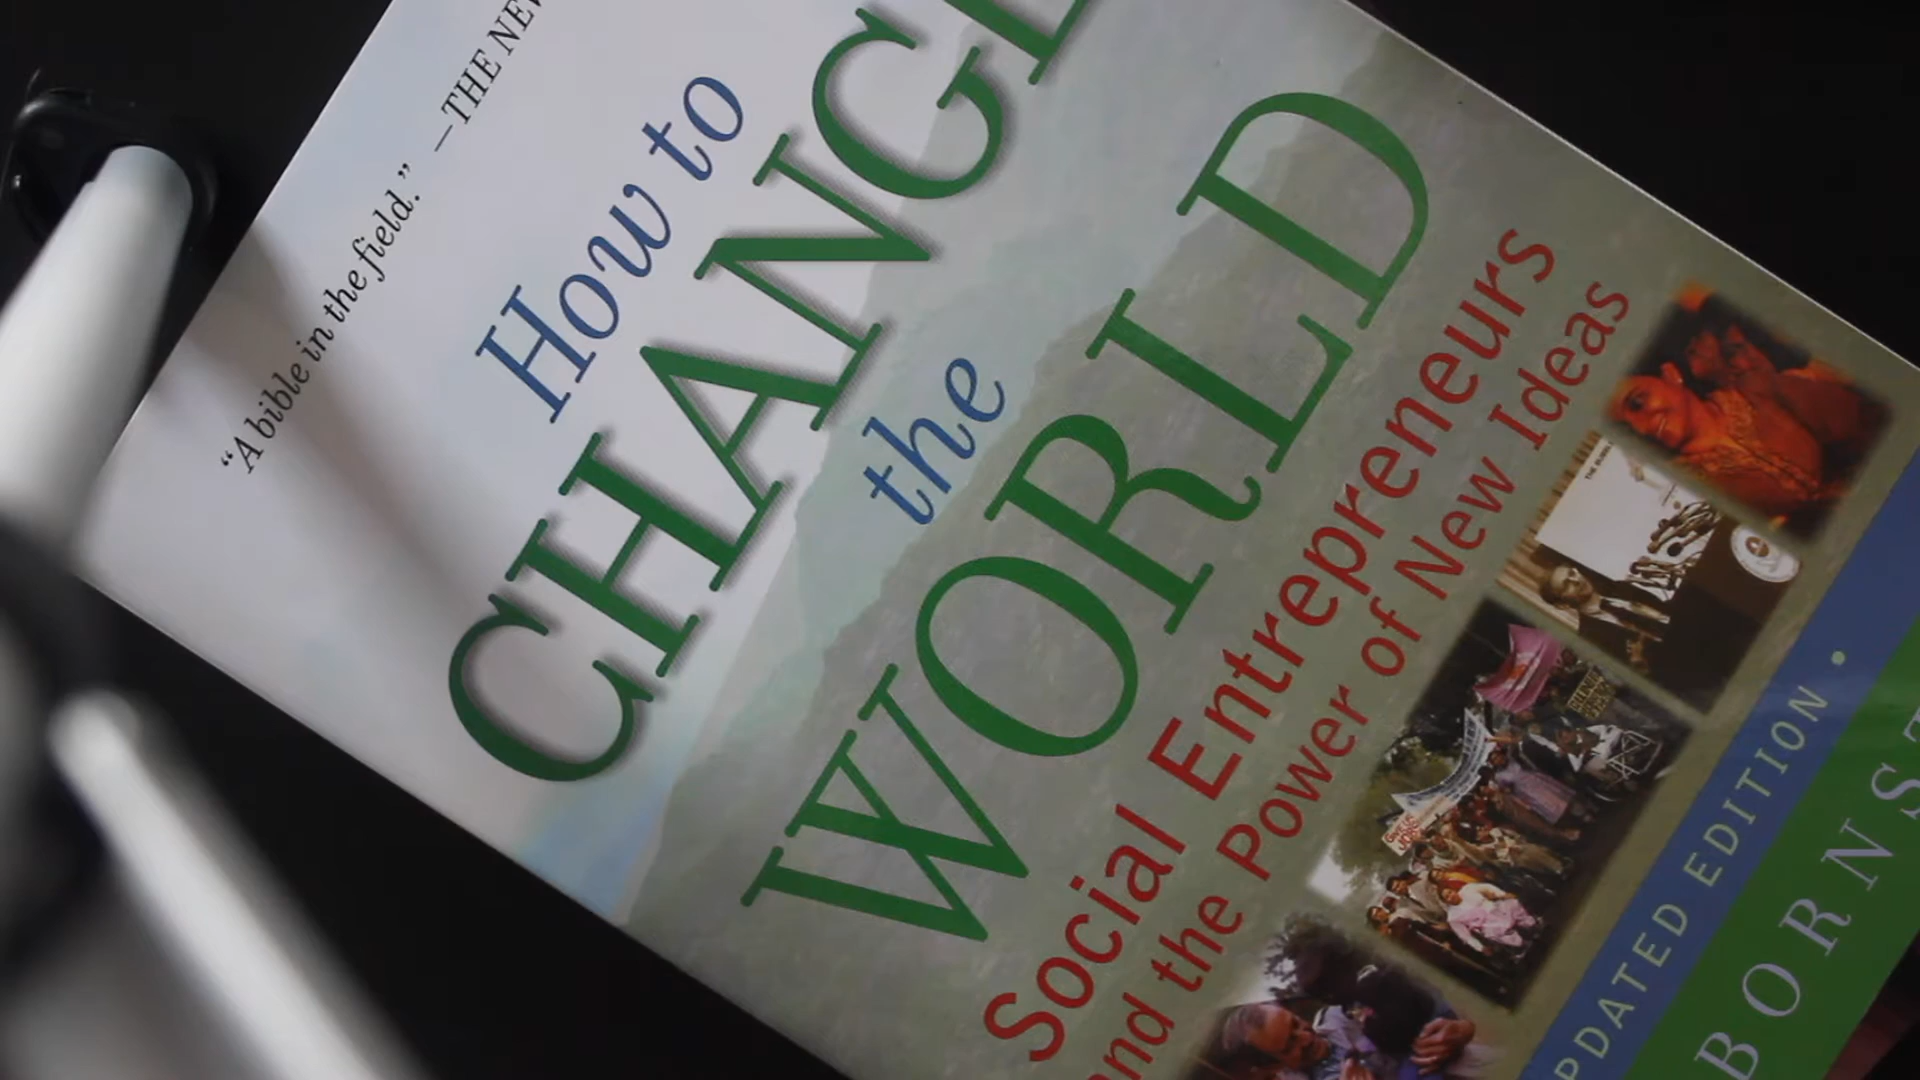 “A bible in the field.” —THE NEW
How to
CHANGE
the
WORLD
Social Entrepreneurs
and the Power of New Ideas
UPDATED EDITION •
BORNST